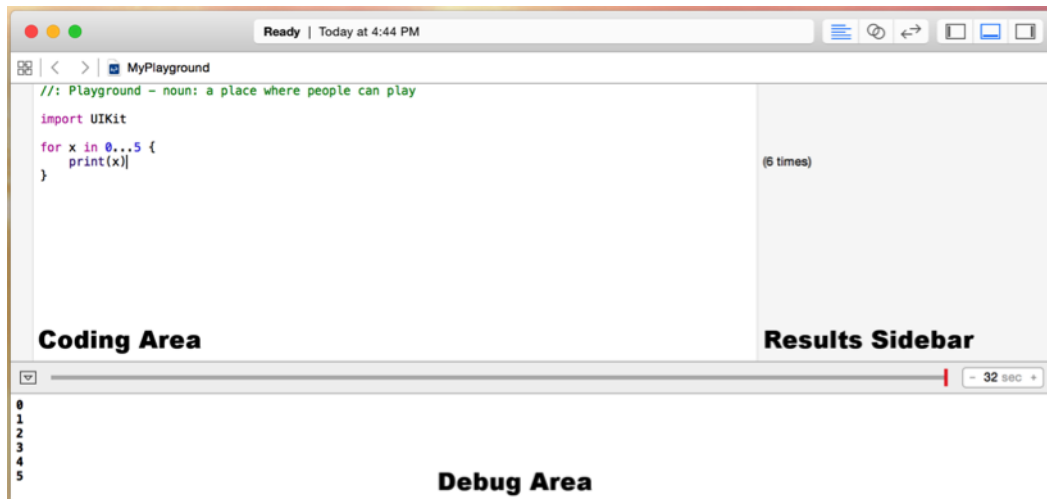 Ready | Today at 4:44 PM
MyPlayground
//: Playground – noun: a place where people can play
import UIKit
for x in 0...5 {
    print(x)
}
(6 times)
Coding Area
Results Sidebar
- 32 sec +
0
1
2
3
4
5
Debug Area